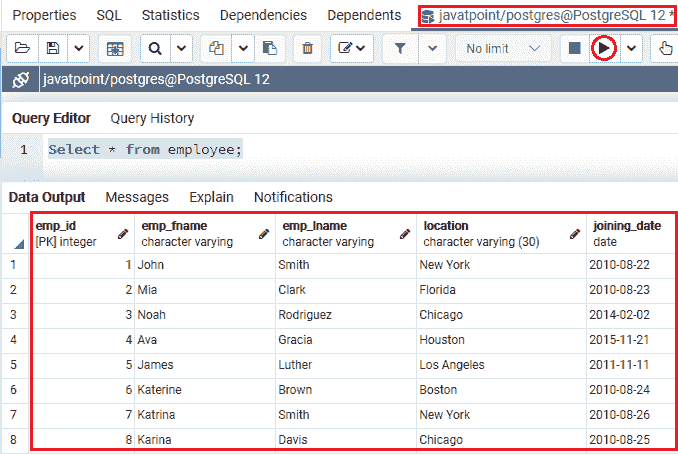 Properties SQL Statistics Dependencies Dependents javatpoint/postgres@PostgreSQL 12 *
No limit
javatpoint/postgres@PostgreSQL 12
Query Editor Query History
1 Select * from employee;
Data Output Messages Explain Notifications
emp_id emp_fname emp_lname location joining_date
[PK] integer character varying character varying character varying (30) date
1 1 John Smith New York 2010-08-22
2 2 Mia Clark Florida 2010-08-23
3 3 Noah Rodriguez Chicago 2014-02-02
4 4 Ava Gracia Houston 2015-11-21
5 5 James Luther Los Angeles 2011-11-11
6 6 Katerine Brown Boston 2010-08-24
7 7 Katrina Smith New York 2010-08-26
8 8 Karina Davis Chicago 2010-08-25